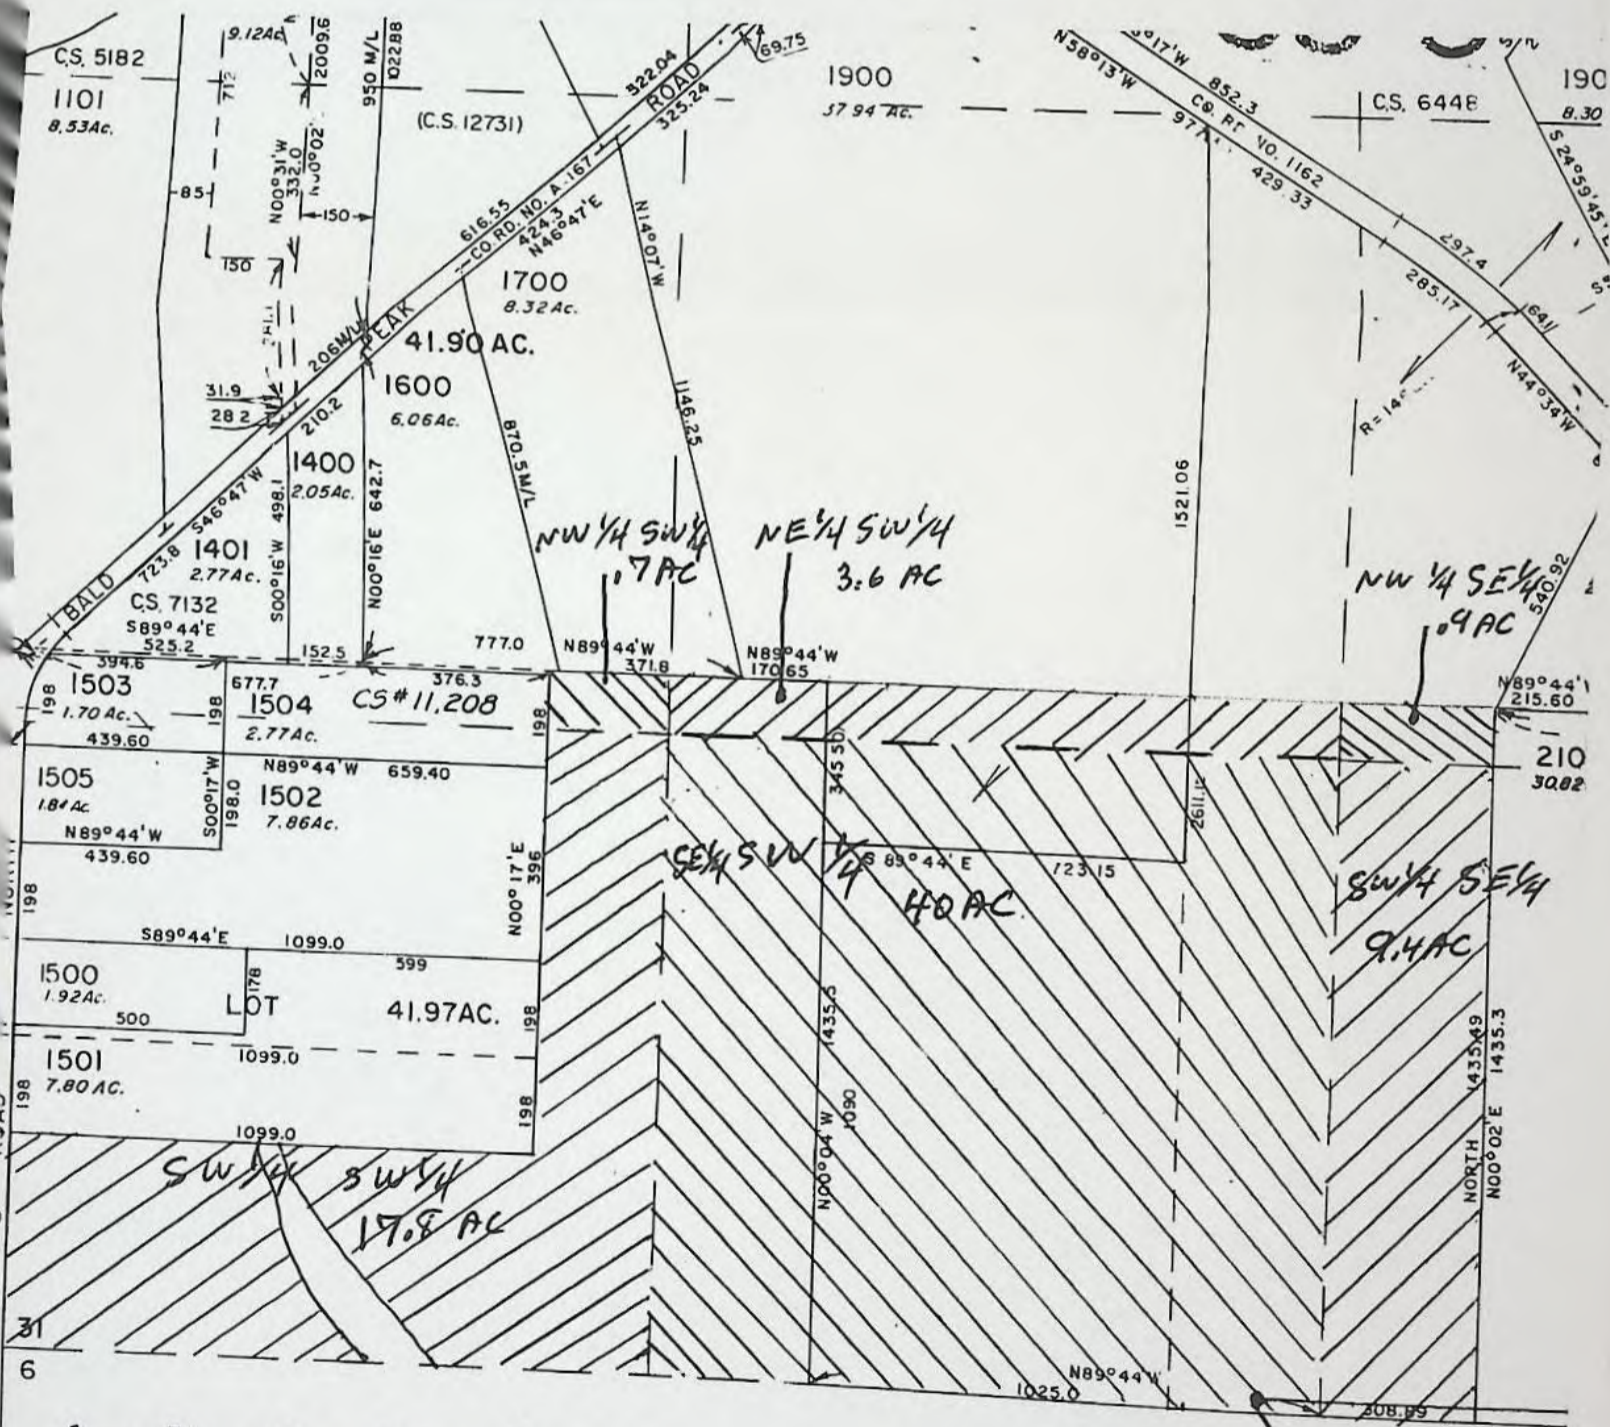 C.S. 5182
9.12Ac.
2009.6
950 M/L
1022.88
1101
8.53Ac.
712
(C.S. 12731)
322.04
ROAD
325.24
69.75
1900
37.94 Ac.
N58°13'W
852.3
CO. RD. NO. 1162
429.33
C.S. 6448
8.30
S 24°59'45"
85
N00°31'W
332.0
N00°02'
150
150
616.55
CO. RD. NO. A-167
424.3
N46°47'E
N14°07'W
297.4
285.17
1700
8.32Ac.
206M/L
PEAK
41.90 AC.
1600
6.06Ac.
31.9
28.2
210.2
870.5M/L
1146.25
N44°34'W
1400
2.05Ac.
S46°47'W
498.1
S00°16'W
642.7
N00°16'E
1521.06
NW 1/4 SW 1/4
.7 AC
NE 1/4 SW 1/4
3.6 AC
NW 1/4 SE 1/4
.9 AC
540.92
1401
2.77Ac.
723.8
BALD
C.S. 7132
S89°44'E
525.2
152.5
777.0
N89°44'W
371.8
N89°44'W
170.65
N89°44'
215.60
394.6
1503
1.70 Ac.
198
677.7
376.3
1504
2.77Ac.
198
CS # 11,208
198
439.60
N89°44'W 659.40
345.50
210
30.82
1505
1.84 Ac
S00°17'W
198.0
1502
7.86Ac.
N89°44'W
439.60
N00°17'E
396
SE 1/4 SW 1/4
S 89°44'E
723.15
40 AC.
SW 1/4 SE 1/4
9.4 AC
198
S89°44'E
1099.0
599
1500
1.92Ac.
178
LOT
41.97AC.
198
500
1435.5
1099.0
1501
7.80 AC.
198
198
1099.0
N00°04'W
1090
NORTH 1435.49
N00°02'E 1435.3
SW 1/4 SW 1/4
17.8 AC
31
6
N89°44'W
1025.0
308.89